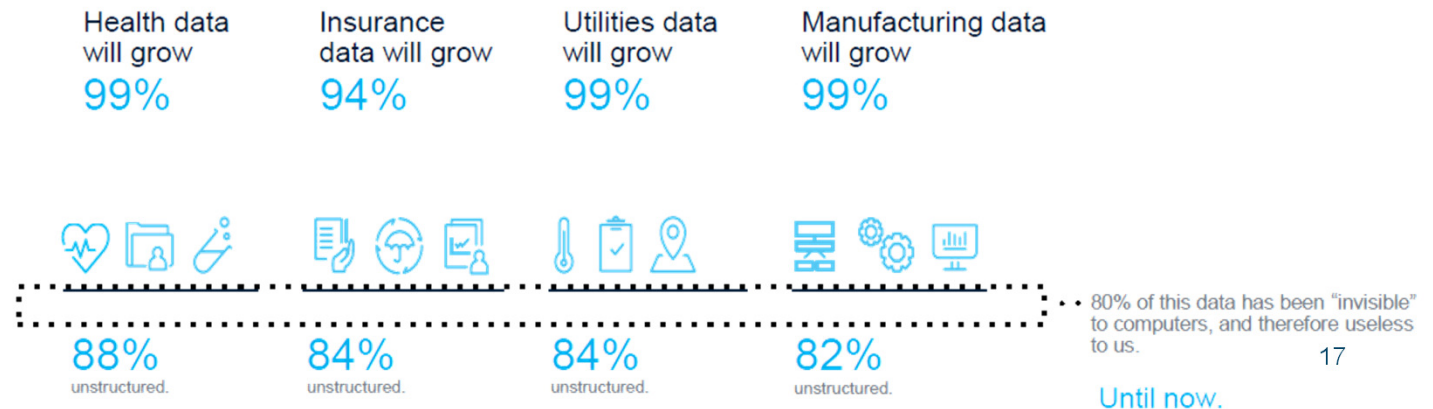 Health data
will grow
99%
Insurance
data will grow
94%
Utilities data
will grow
99%
Manufacturing data
will grow
99%
88%
unstructured.
84%
unstructured.
84%
unstructured.
82%
unstructured.
80% of this data has been “invisible”
to computers, and therefore useless
to us.
17
Until now.